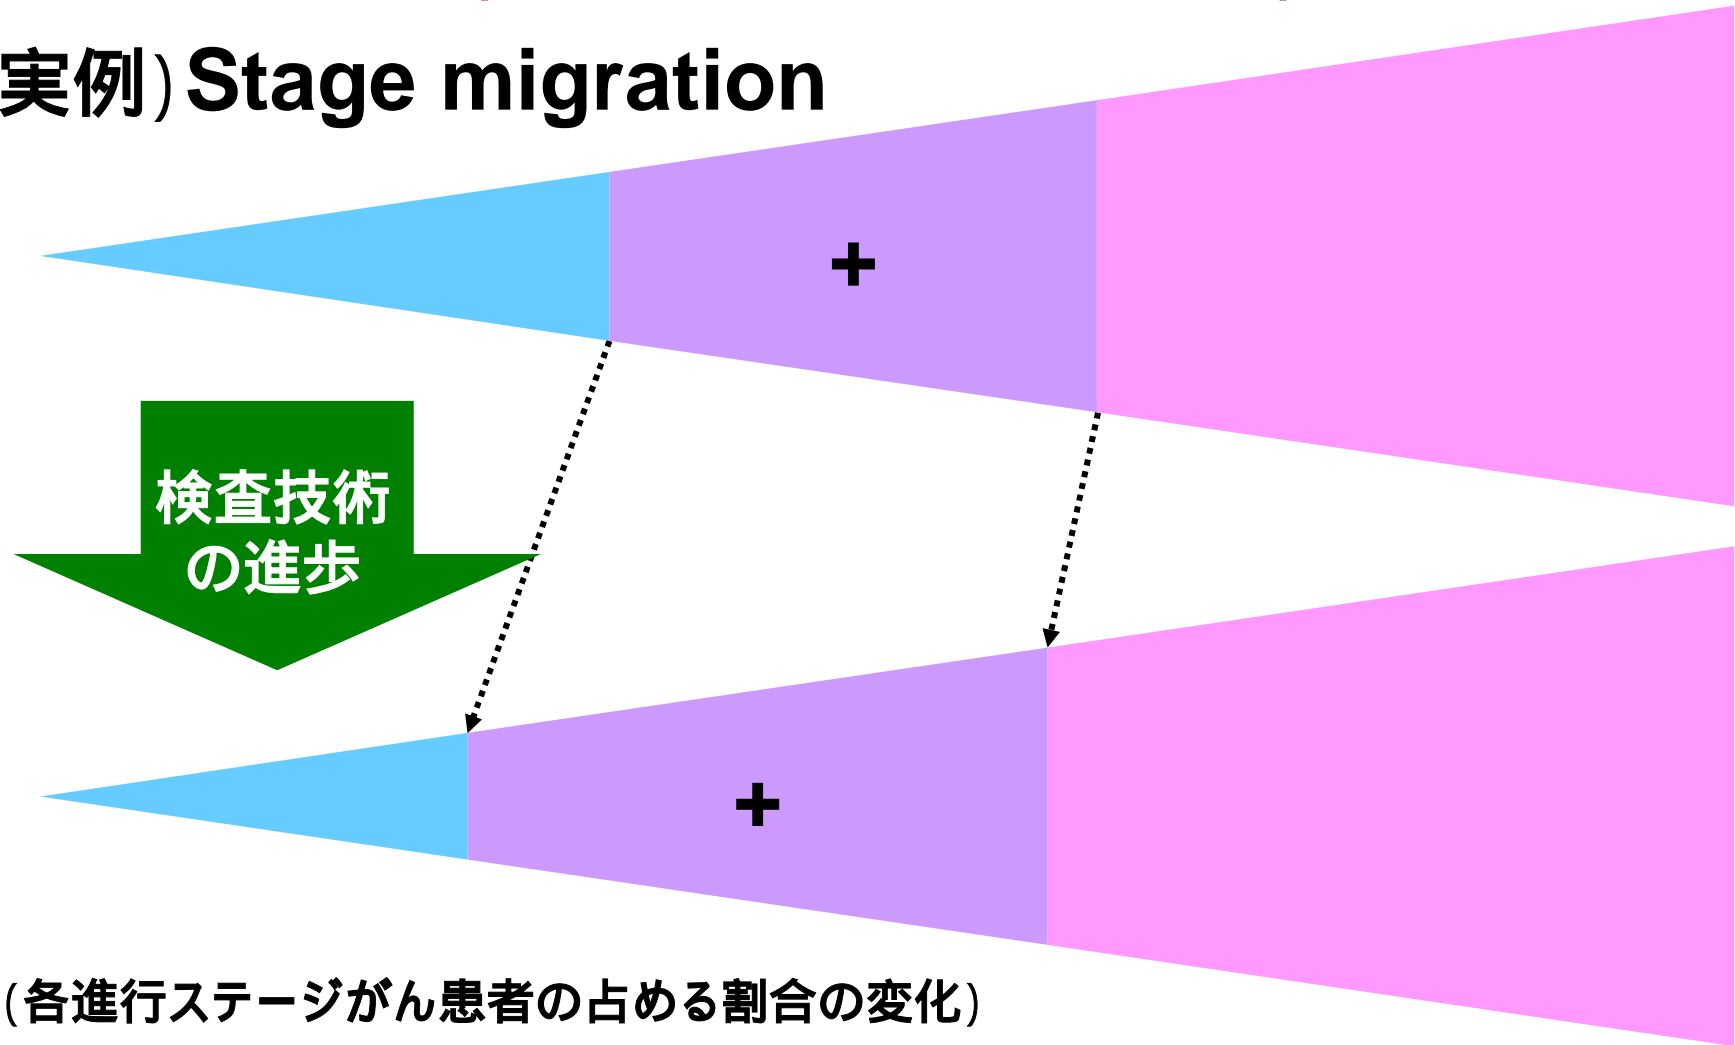 実例)Stage migration
+
検査技術
の進歩
+
(各進行ステージがん患者の占める割合の変化)